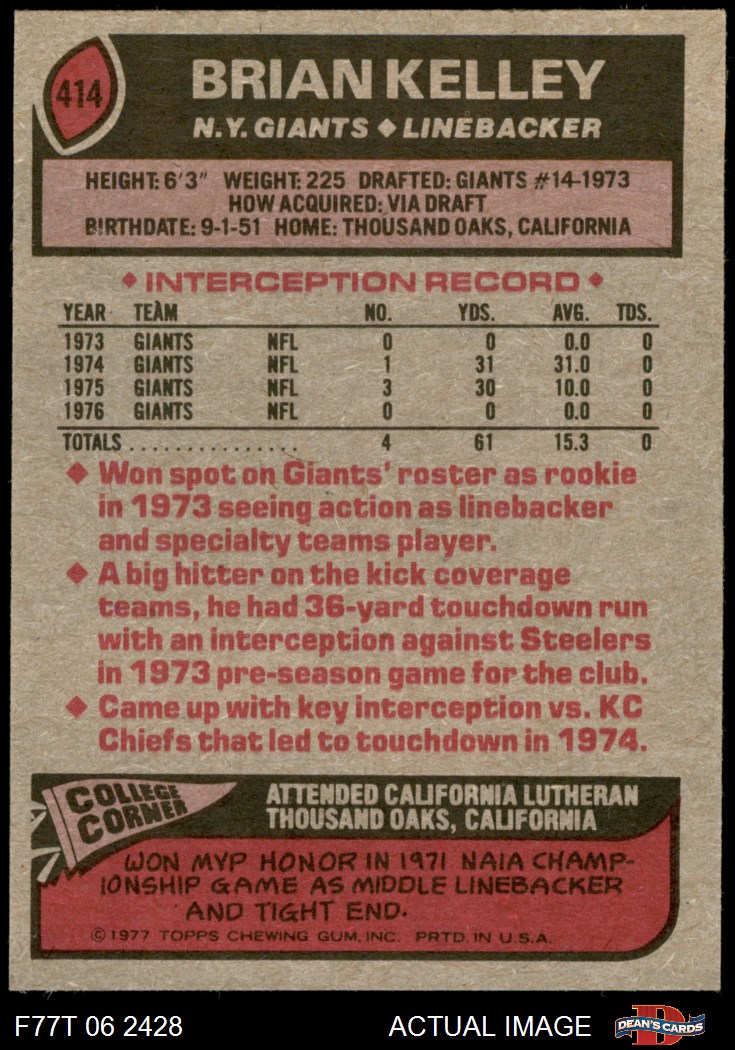 414
BRIAN KELLEY
N.Y. GIANTS ◆ LINEBACKER
HEIGHT: 6'3" WEIGHT: 225 DRAFTED: GIANTS #14-1973
HOW ACQUIRED: VIA DRAFT
BIRTHDATE: 9-1-51 HOME: THOUSAND OAKS, CALIFORNIA
◆ INTERCEPTION RECORD ◆
YEAR TEAM NO. YDS. AVG. TDS.
1973 GIANTS NFL 0 0 0.0 0
1974 GIANTS NFL 1 31 31.0 0
1975 GIANTS NFL 3 30 10.0 0
1976 GIANTS NFL 0 0 0.0 0
TOTALS................ 4 61 15.3 0
◆ Won spot on Giants' roster as rookie
in 1973 seeing action as linebacker
and specialty teams player.
◆ A big hitter on the kick coverage
teams, he had 36-yard touchdown run
with an interception against Steelers
in 1973 pre-season game for the club.
◆ Came up with key interception vs. KC
Chiefs that led to touchdown in 1974.
COLLEGE
CORNER
ATTENDED CALIFORNIA LUTHERAN
THOUSAND OAKS, CALIFORNIA
WON MVP HONOR IN 1971 NAIA CHAMP-
IONSHIP GAME AS MIDDLE LINEBACKER
AND TIGHT END.
© 1977 TOPPS CHEWING GUM, INC. PRTD. IN U.S.A.
F77T 06 2428 ACTUAL IMAGE
D
DEAN'S CARDS